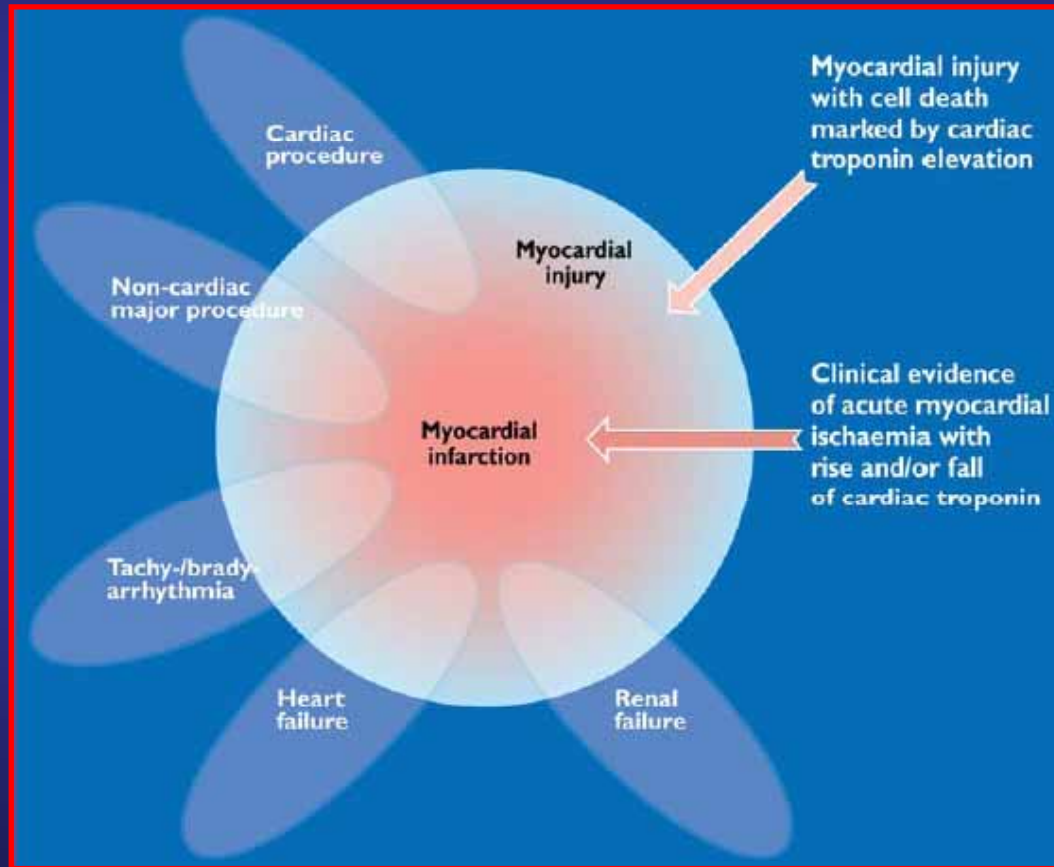 Cardiac
procedure
Myocardial injury
with cell death
marked by cardiac
troponin elevation
Myocardial
injury
Non-cardiac
major procedure
Clinical evidence
of acute myocardial
ischaemia with
rise and/or fall
of cardiac troponin
Myocardial
infarction
Tachy-/brady-
arrhythmia
Heart
failure
Renal
failure